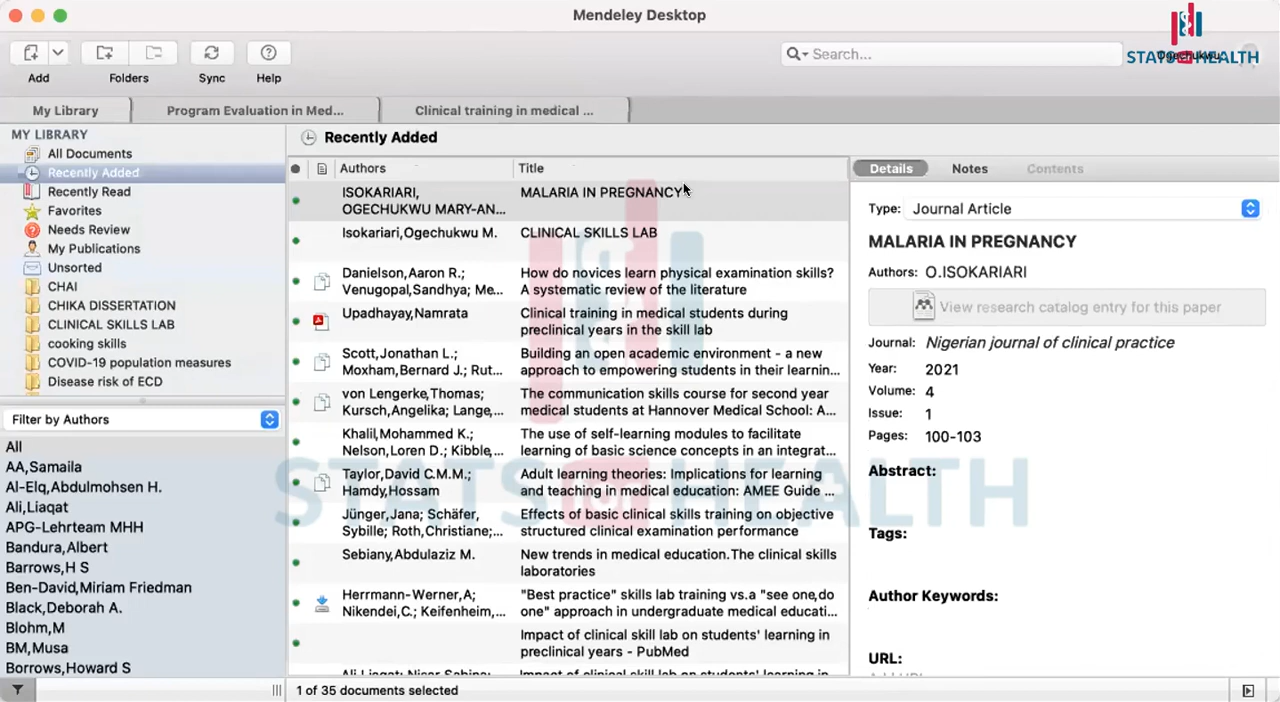 Mendeley Desktop
STATS HEALTH
Search...
Add
Folders
Sync
Help
My Library
Program Evaluation in Med...
Clinical training in medical ...
MY LIBRARY
All Documents
Recently Added
Recently Read
Favorites
Needs Review
My Publications
Unsorted
CHAI
CHIKA DISSERTATION
CLINICAL SKILLS LAB
cooking skills
COVID-19 population measures
Disease risk of ECD
Filter by Authors
All
AA,Samaila
Al-Elq,Abdulmohsen H.
Ali,Liaqat
APG-Lehrteam MHH
Bandura,Albert
Barrows,H S
Ben-David,Miriam Friedman
Black,Deborah A.
Blohm,M
BM,Musa
Borrows,Howard S
Recently Added
Authors
Title
ISOKARIARI,
OGECHUKWU MARY-AN...
MALARIA IN PREGNANCY
Isokariari,Ogechukwu M.
CLINICAL SKILLS LAB
Danielson,Aaron R.;
Venugopal,Sandhya; Me...
How do novices learn physical examination skills?
A systematic review of the literature
Upadhayay,Namrata
Clinical training in medical students during
preclinical years in the skill lab
Scott,Jonathan L.;
Moxham,Bernard J.; Rut...
Building an open academic environment - a new
approach to empowering students in their learnin...
von Lengerke,Thomas;
Kursch,Angelika; Lange,...
The communication skills course for second year
medical students at Hannover Medical School: A...
Khalil,Mohammed K.;
Nelson,Loren D.; Kibble,...
The use of self-learning modules to facilitate
learning of basic science concepts in an integrat...
Taylor,David C.M.M.;
Hamdy,Hossam
Adult learning theories: Implications for learning
and teaching in medical education: AMEE Guide ...
Jünger,Jana; Schäfer,
Sybille; Roth,Christiane;...
Effects of basic clinical skills training on objective
structured clinical examination performance
Sebiany,Abdulaziz M.
New trends in medical education.The clinical skills
laboratories
Herrmann-Werner,A;
Nikendei,C.; Keifenheim,...
"Best practice" skills lab training vs.a "see one,do
one" approach in undergraduate medical educati...
Impact of clinical skill lab on students' learning in
preclinical years - PubMed
STATS HEALTH
1 of 35 documents selected
Details
Notes
Contents
Type: Journal Article
MALARIA IN PREGNANCY
Authors: O.ISOKARIARI
View research catalog entry for this paper
Journal: Nigerian journal of clinical practice
Year: 2021
Volume: 4
Issue: 1
Pages: 100-103
Abstract:
Tags:
Author Keywords:
URL: